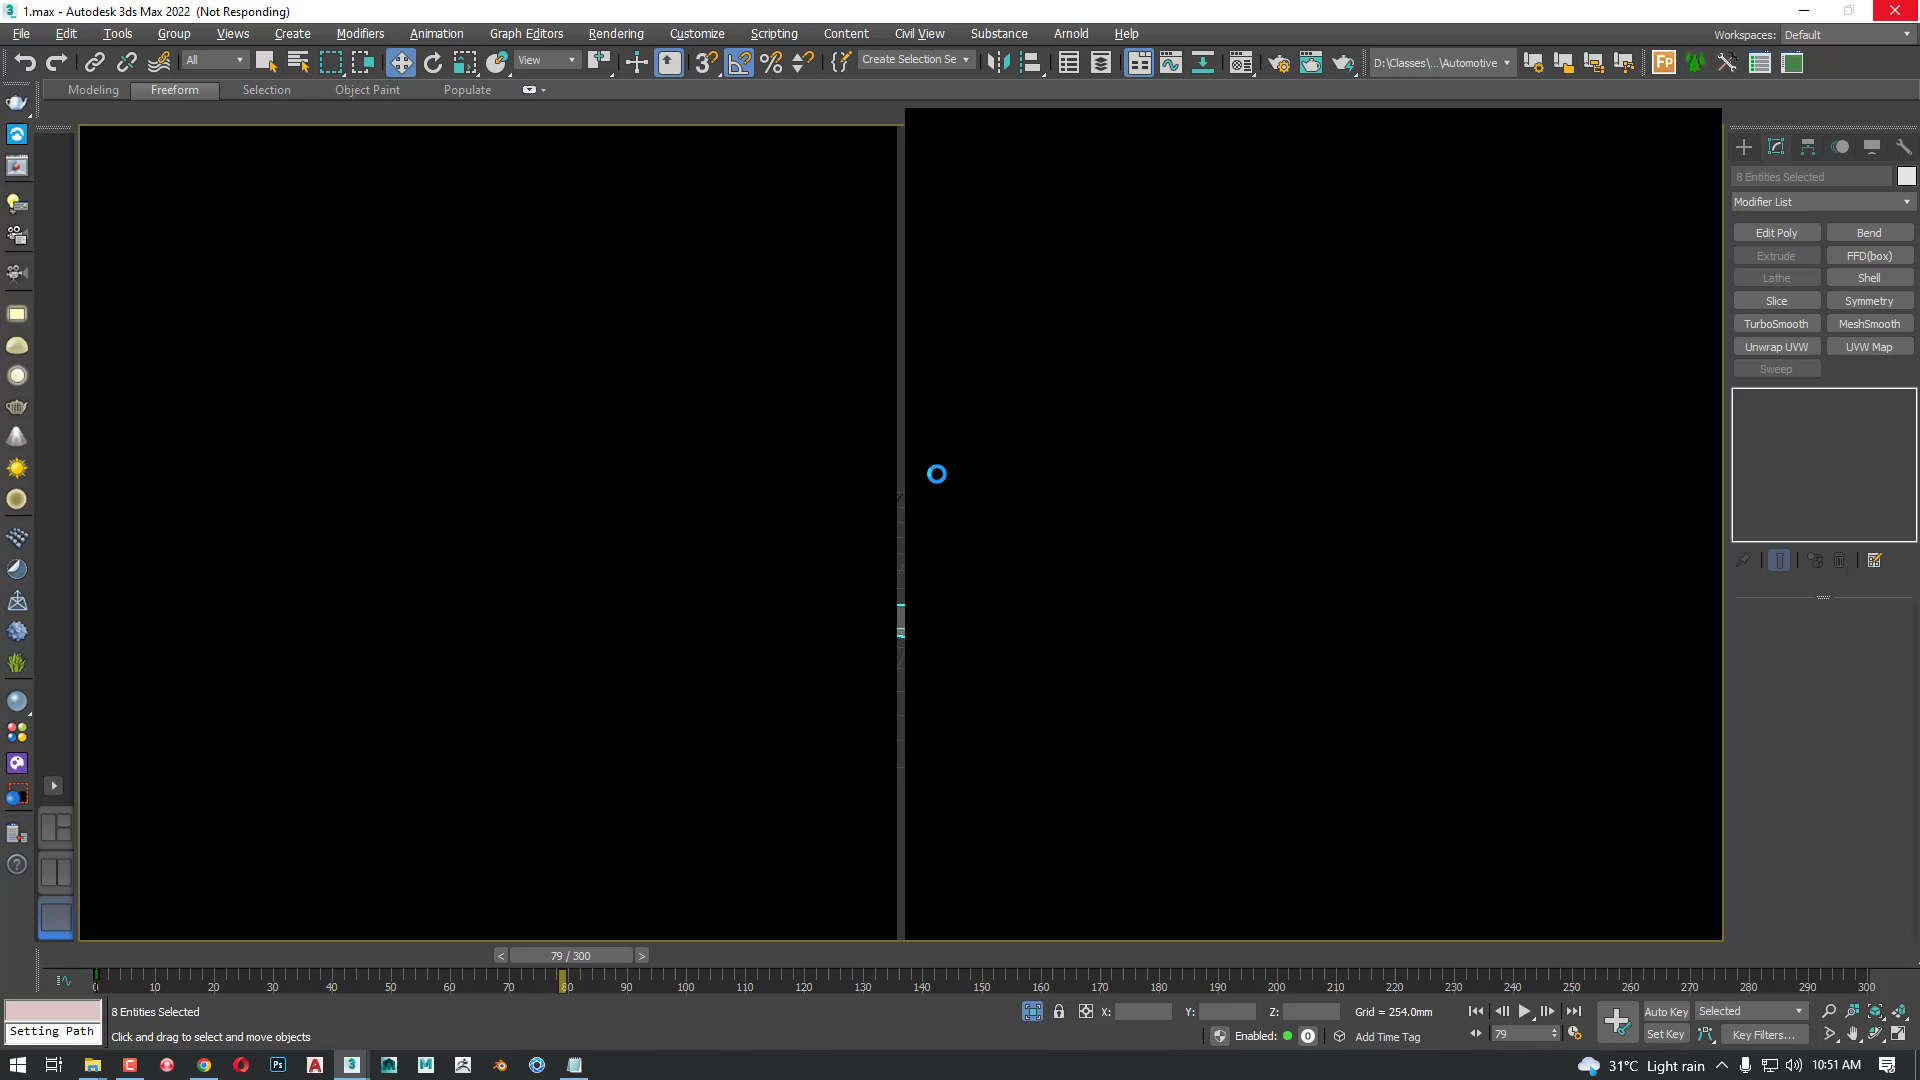 1.max - Autodesk 3ds Max 2022 (Not Responding)
File Edit Tools Group Views Create Modifiers Animation Graph Editors Rendering Customize Scripting Content Civil View Substance Arnold Help
Workspaces: Default
All View Create Selection Se D:\Classes\...\Automotive
Modeling Freeform Selection Object Paint Populate
8 Entities Selected
Modifier List
Edit Poly Bend
Extrude FFD(box)
Lathe Shell
Slice Symmetry
TurboSmooth MeshSmooth
Unwrap UVW UVW Map
Sweep
< 79 / 300 >
0 10 20 30 40 50 60 70 80 90 100 110 120 130 140 150 160 170 180 190 200 210 220 230 240 250 260 270 280 290 300
8 Entities Selected X: Y: Z: Grid = 254.0mm Auto Key Selected
Setting Path Click and drag to select and move objects Enabled: 0 Add Time Tag 79 Set Key Key Filters...
31°C Light rain 10:51 AM